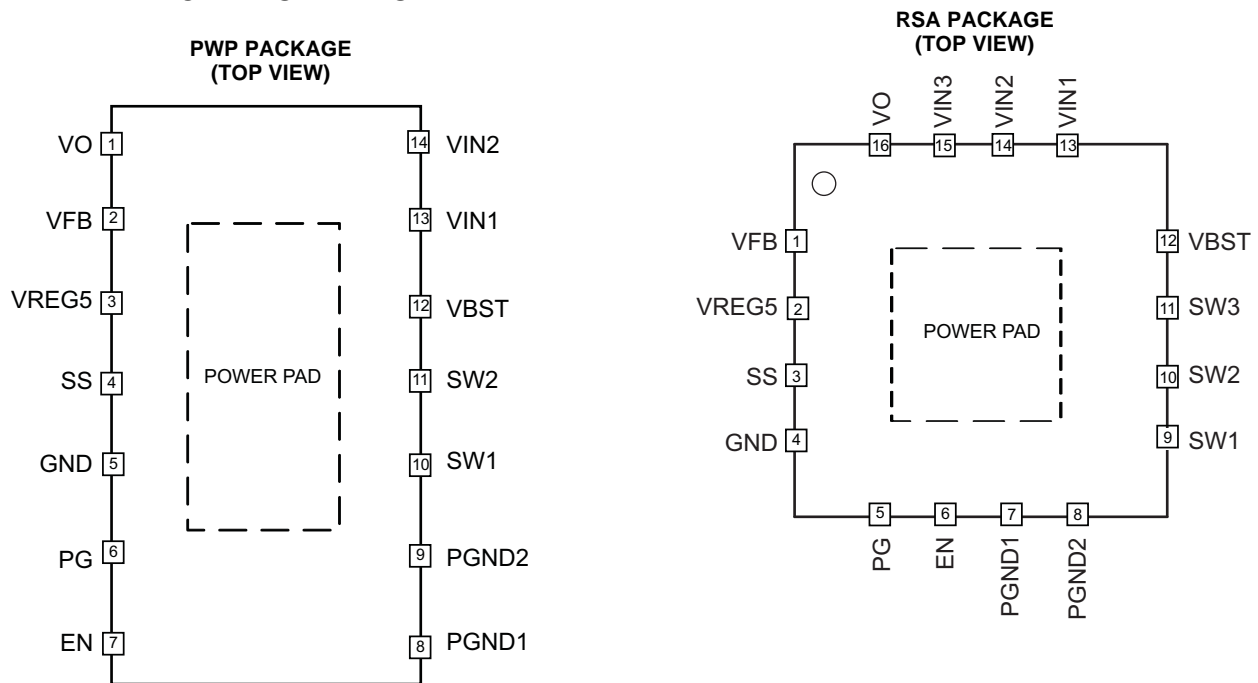 PWP PACKAGE
(TOP VIEW)
VO 1
VFB 2
VREG5 3
SS 4
GND 5
PG 6
EN 7
14 VIN2
13 VIN1
12 VBST
11 SW2
10 SW1
9 PGND2
8 PGND1
POWER PAD
RSA PACKAGE
(TOP VIEW)
VO VIN3 VIN2 VIN1
16 15 14 13
VFB 1
VREG5 2
SS 3
GND 4
12 VBST
11 SW3
10 SW2
9 SW1
POWER PAD
5 6 7 8
PG EN PGND1 PGND2